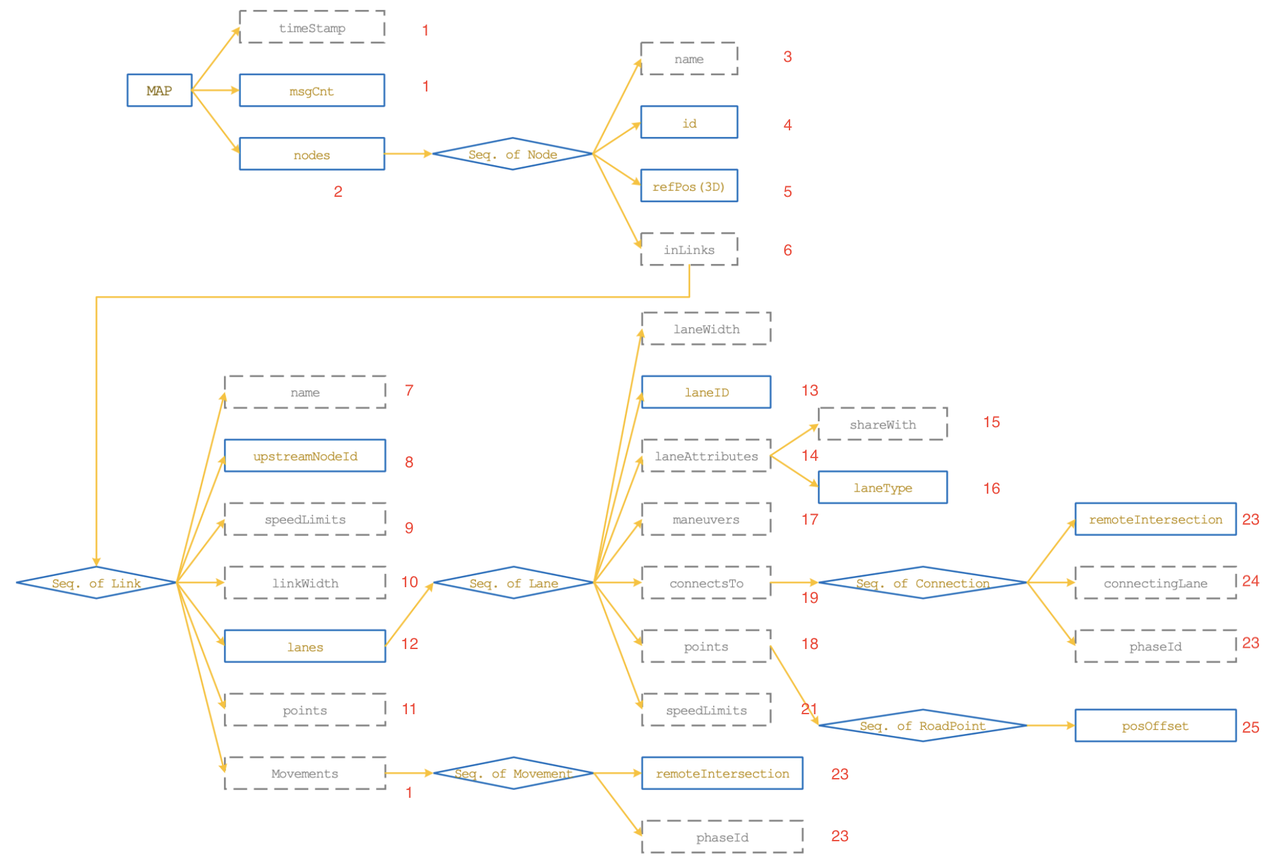 timeStamp 1
MAP msgCnt 1
nodes Seq. of Node
2
name 3
id 4
refPos(3D) 5
inLinks 6
laneWidth
name 7
laneID 13
shareWith 15
upstreamNodeId 8
laneAttributes 14
laneType 16
speedLimits 9
maneuvers 17
remoteIntersection 23
Seq. of Link linkWidth 10
Seq. of Lane connectsTo 19
Seq. of Connection connectingLane 24
lanes 12
points 18
phaseId 23
points 11
speedLimits 21
Seq. of RoadPoint posOffset 25
Movements 1
Seq. of Movement remoteIntersection 23
phaseId 23